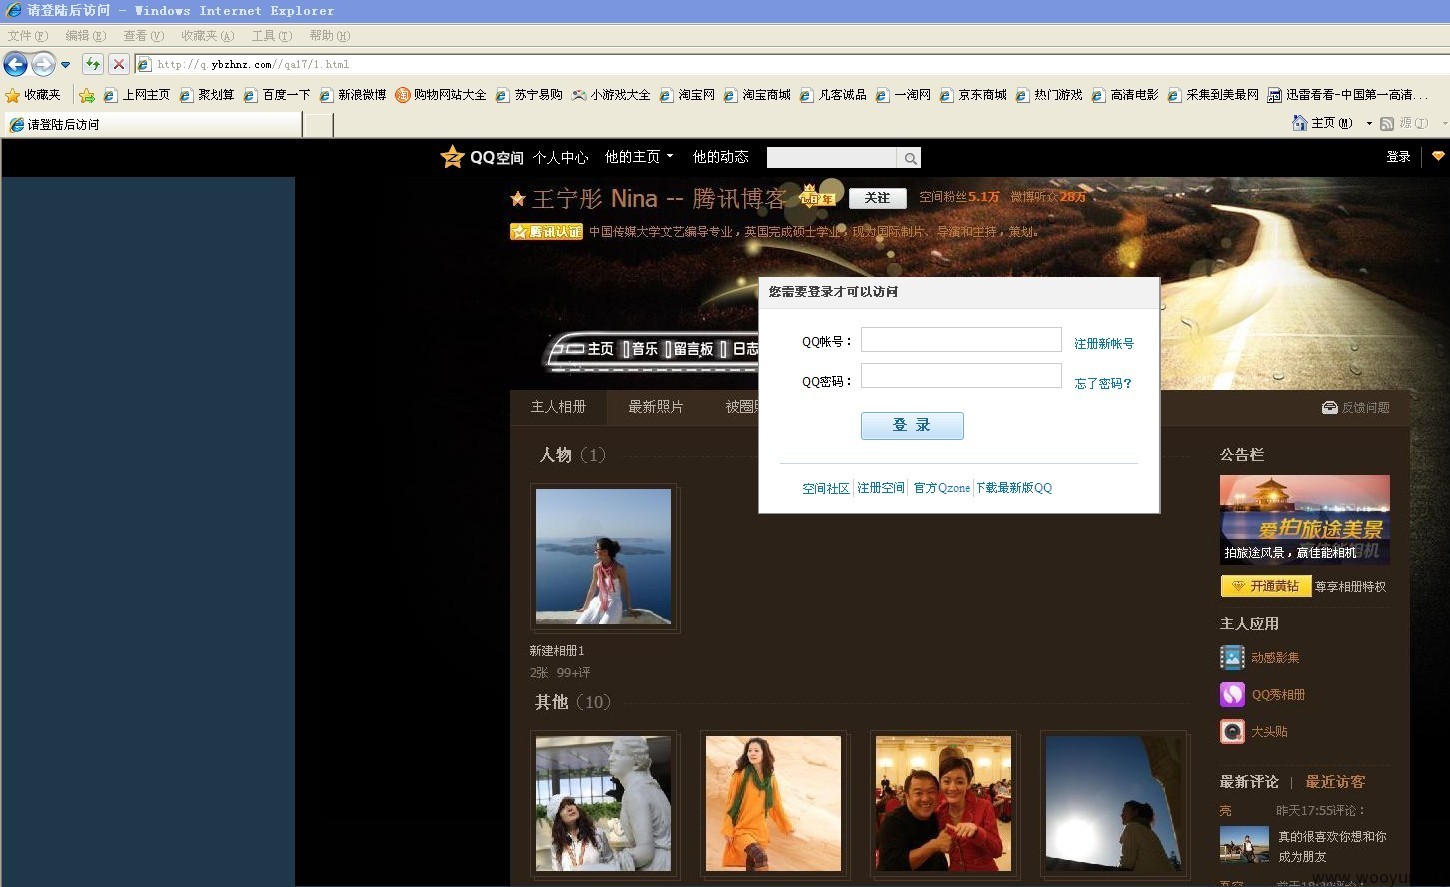 请登陆后访问 - Windows Internet Explorer
文件(F) 编辑(E) 查看(V) 收藏夹(A) 工具(T) 帮助(H)
http://q.ybzhnz.com//qa17/1.html
收藏夹 上网主页 聚划算 百度一下 新浪微博 购物网站大全 苏宁易购 小游戏大全 淘宝网 淘宝商城 凡客诚品 一淘网 京东商城 热门游戏 高清电影 采集到美最网 迅雷看看-中国第一高清...
请登陆后访问 主页(M) 源(J)
QQ空间 个人中心 他的主页 他的动态 登录
王宁彤 Nina -- 腾讯博客 年 关注 空间粉丝5.1万 微博听众28万
腾讯认证 中国传媒大学文艺编导专业，英国完成硕士学业，现为国际制片、导演和主持，策划。
您需要登录才可以访问
QQ帐号： 注册新帐号
QQ密码： 忘了密码？
登 录
空间社区 注册空间 官方Qzone 下载最新版QQ
主页 音乐 留言板 日志
主人相册 最新照片 被圈 反馈问题
人物（1）
新建相册1
2张 99+评
其他（10）
公告栏
爱拍旅途美景
赢佳能相机
拍旅途风景，赢佳能相机
开通黄钻 尊享相册特权
主人应用
动感影集
QQ秀相册
大头贴
最新评论 | 最近访客
亮 昨天17:55评论：
真的很喜欢你想和你
成为朋友
www.wooyu